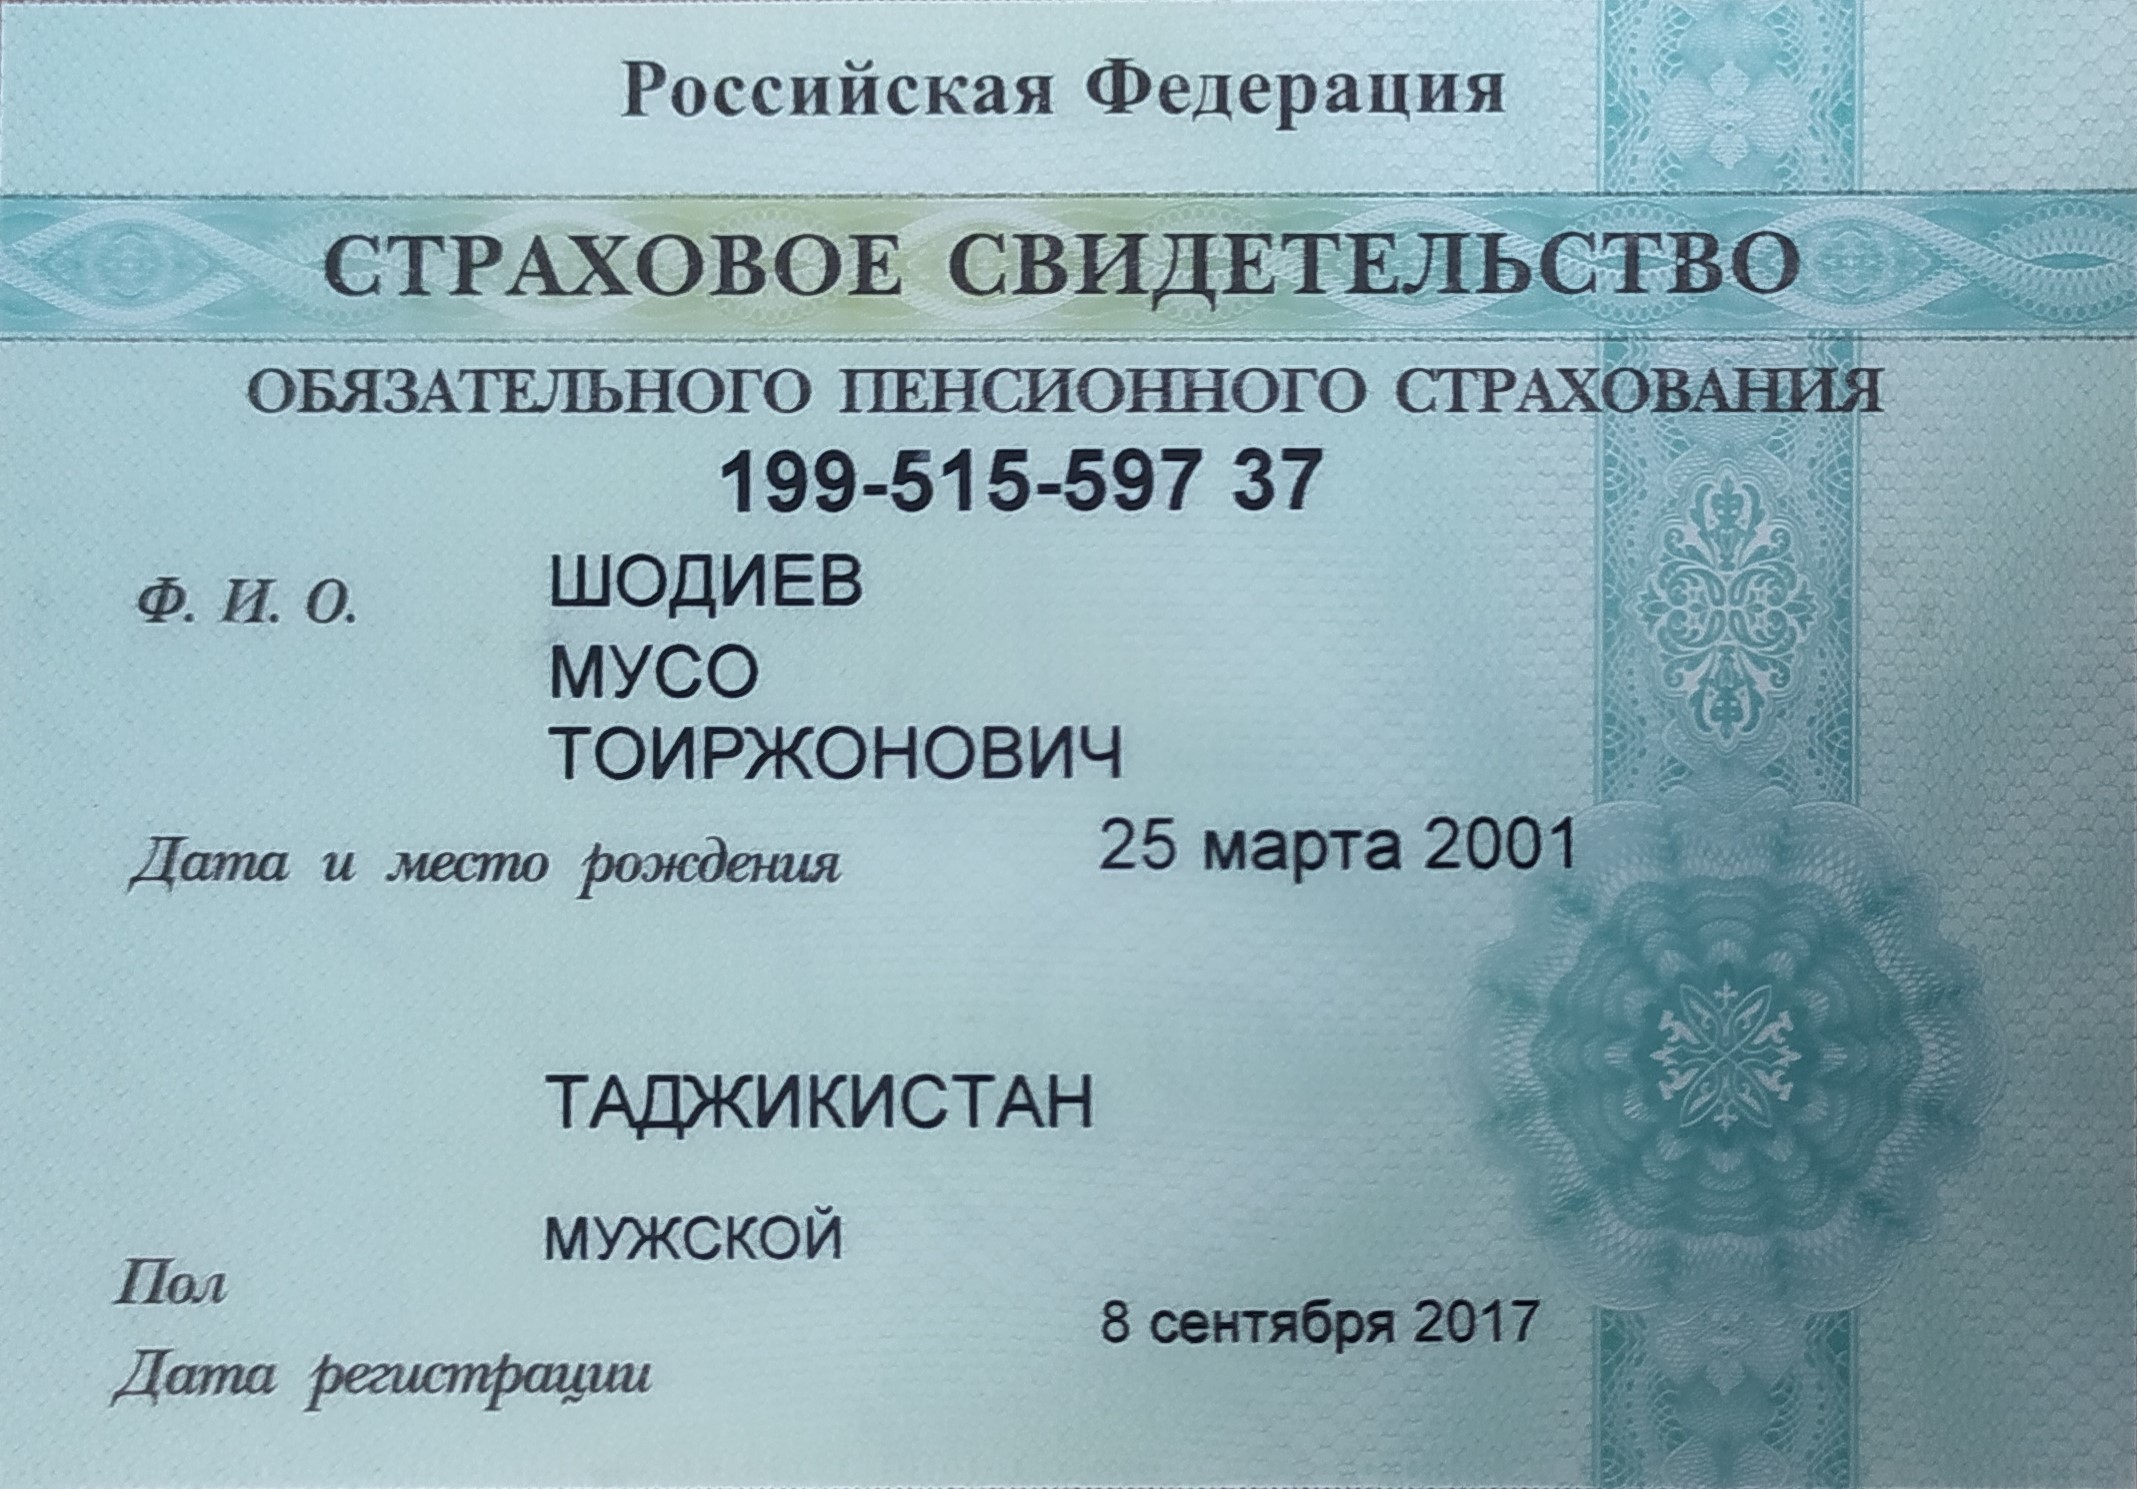 Российская Федерация
СТРАХОВОЕ СВИДЕТЕЛЬСТВО
ОБЯЗАТЕЛЬНОГО ПЕНСИОННОГО СТРАХОВАНИЯ
199-515-597 37
Ф. И. О. ШОДИЕВ
МУСО
ТОИРЖОНОВИЧ
Дата и место рождения 25 марта 2001
ТАДЖИКИСТАН
МУЖСКОЙ
Пол
8 сентября 2017
Дата регистрации